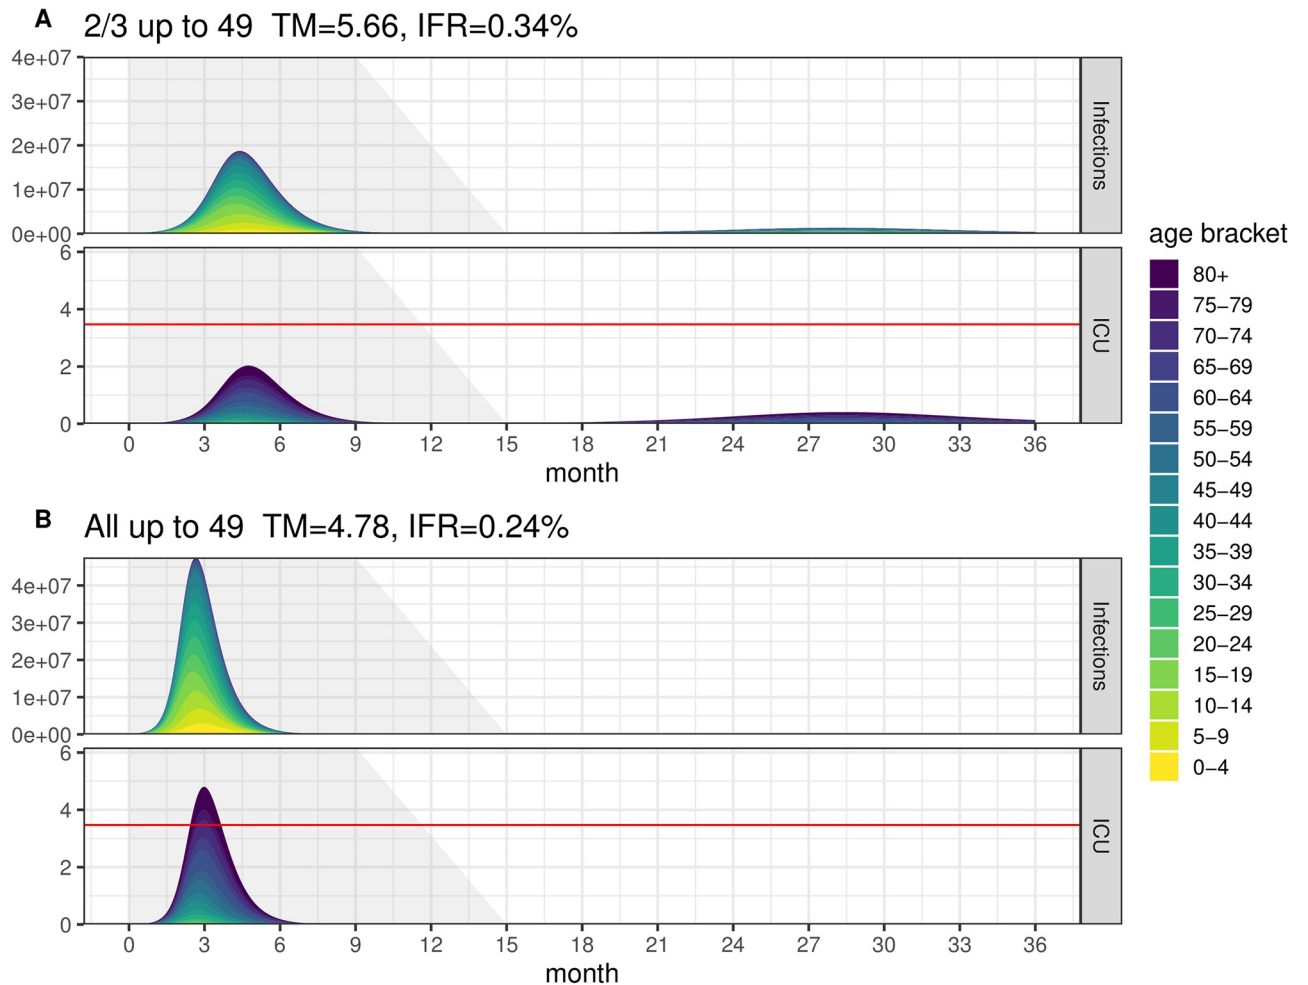 A
2/3 up to 49 TM=5.66, IFR=0.34%
4e+07
3e+07
2e+07
1e+07
0e+00
Infections
6
4
2
0
ICU
0 3 6 9 12 15 18 21 24 27 30 33 36
month
B
All up to 49 TM=4.78, IFR=0.24%
4e+07
3e+07
2e+07
1e+07
0e+00
Infections
6
4
2
0
ICU
0 3 6 9 12 15 18 21 24 27 30 33 36
month
age bracket
80+
75–79
70–74
65–69
60–64
55–59
50–54
45–49
40–44
35–39
30–34
25–29
20–24
15–19
10–14
5–9
0–4